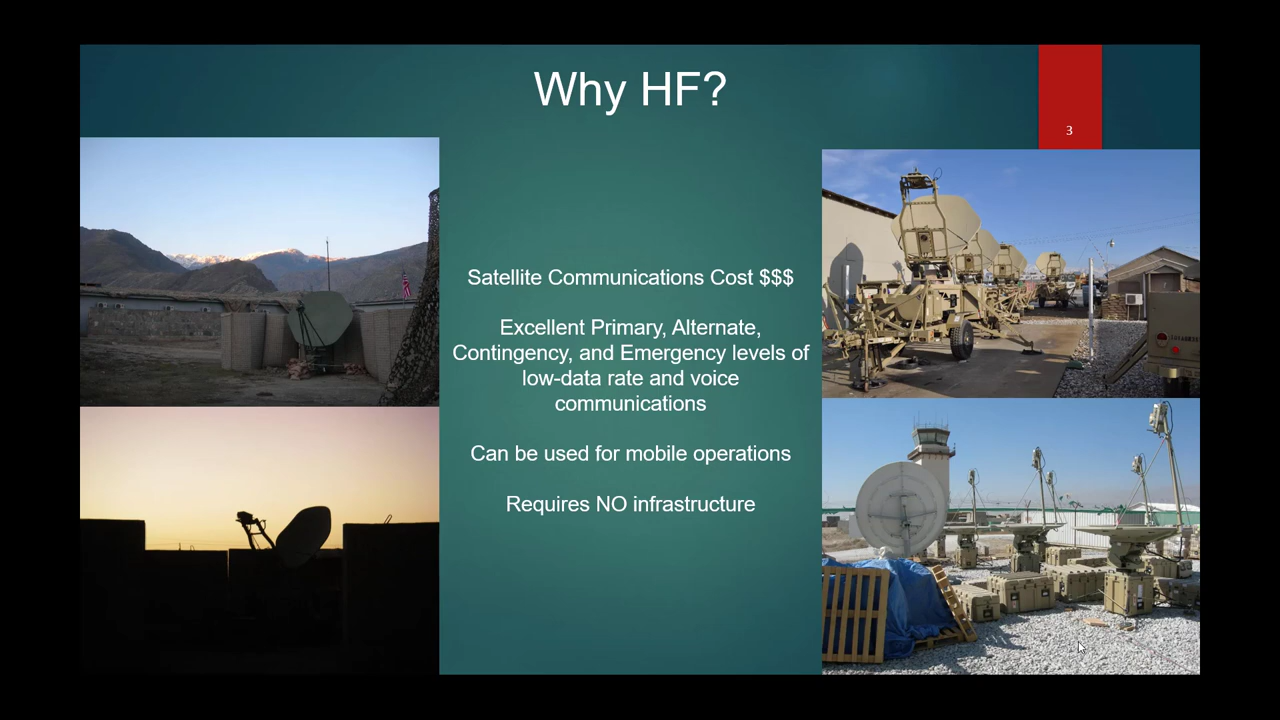 Why HF?
3
Satellite Communications Cost $$$
Excellent Primary, Alternate,
Contingency, and Emergency levels of
low-data rate and voice
communications
Can be used for mobile operations
Requires NO infrastructure